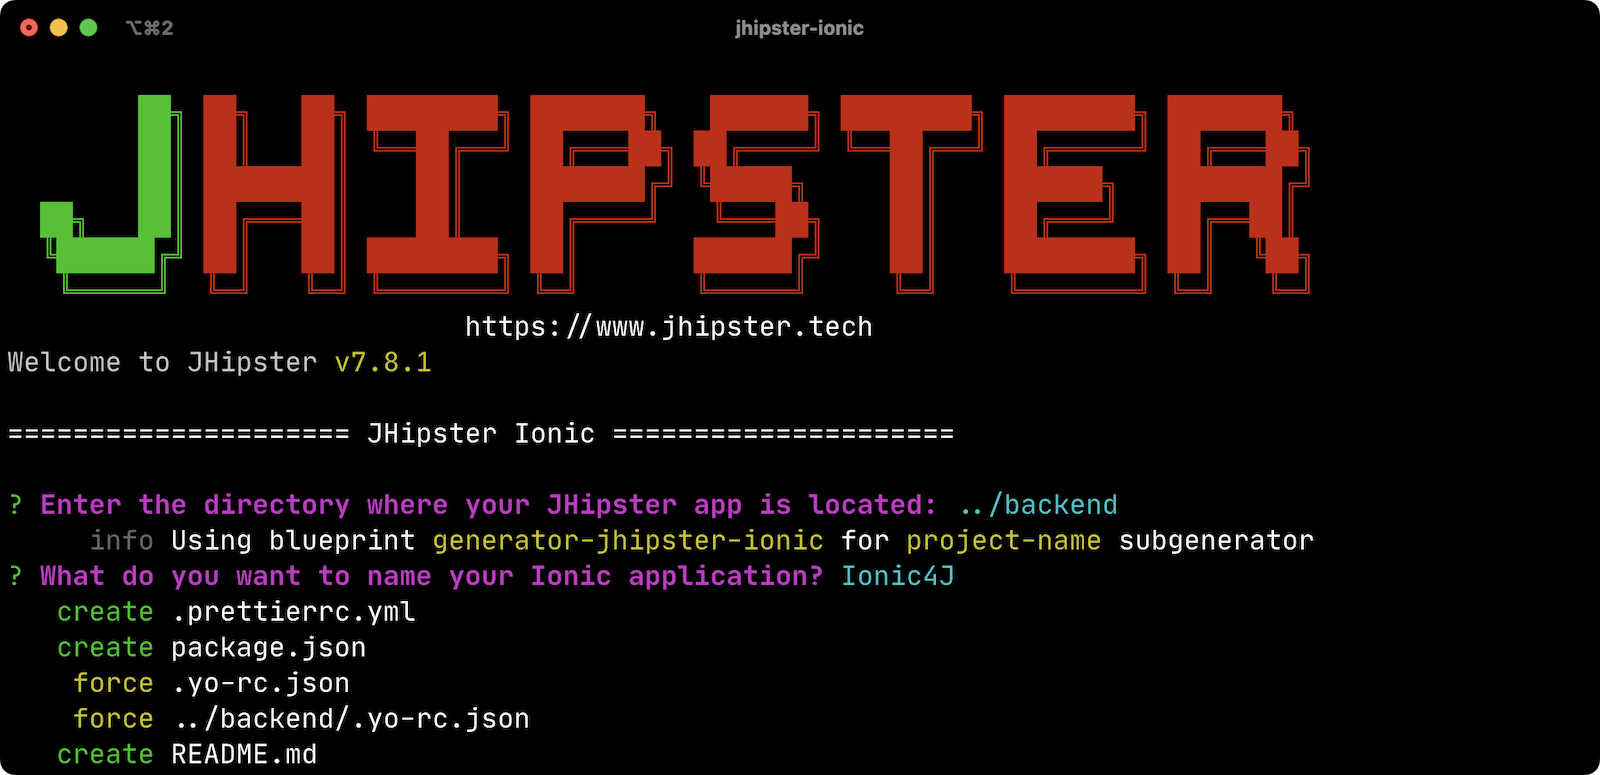 ⌥⌘2
jhipster-ionic
JHIPSTER
https://www.jhipster.tech
Welcome to JHipster v7.8.1
===================== JHipster Ionic =====================
? Enter the directory where your JHipster app is located: ../backend
info Using blueprint generator-jhipster-ionic for project-name subgenerator
? What do you want to name your Ionic application? Ionic4J
create .prettierrc.yml
create package.json
force .yo-rc.json
force ../backend/.yo-rc.json
create README.md